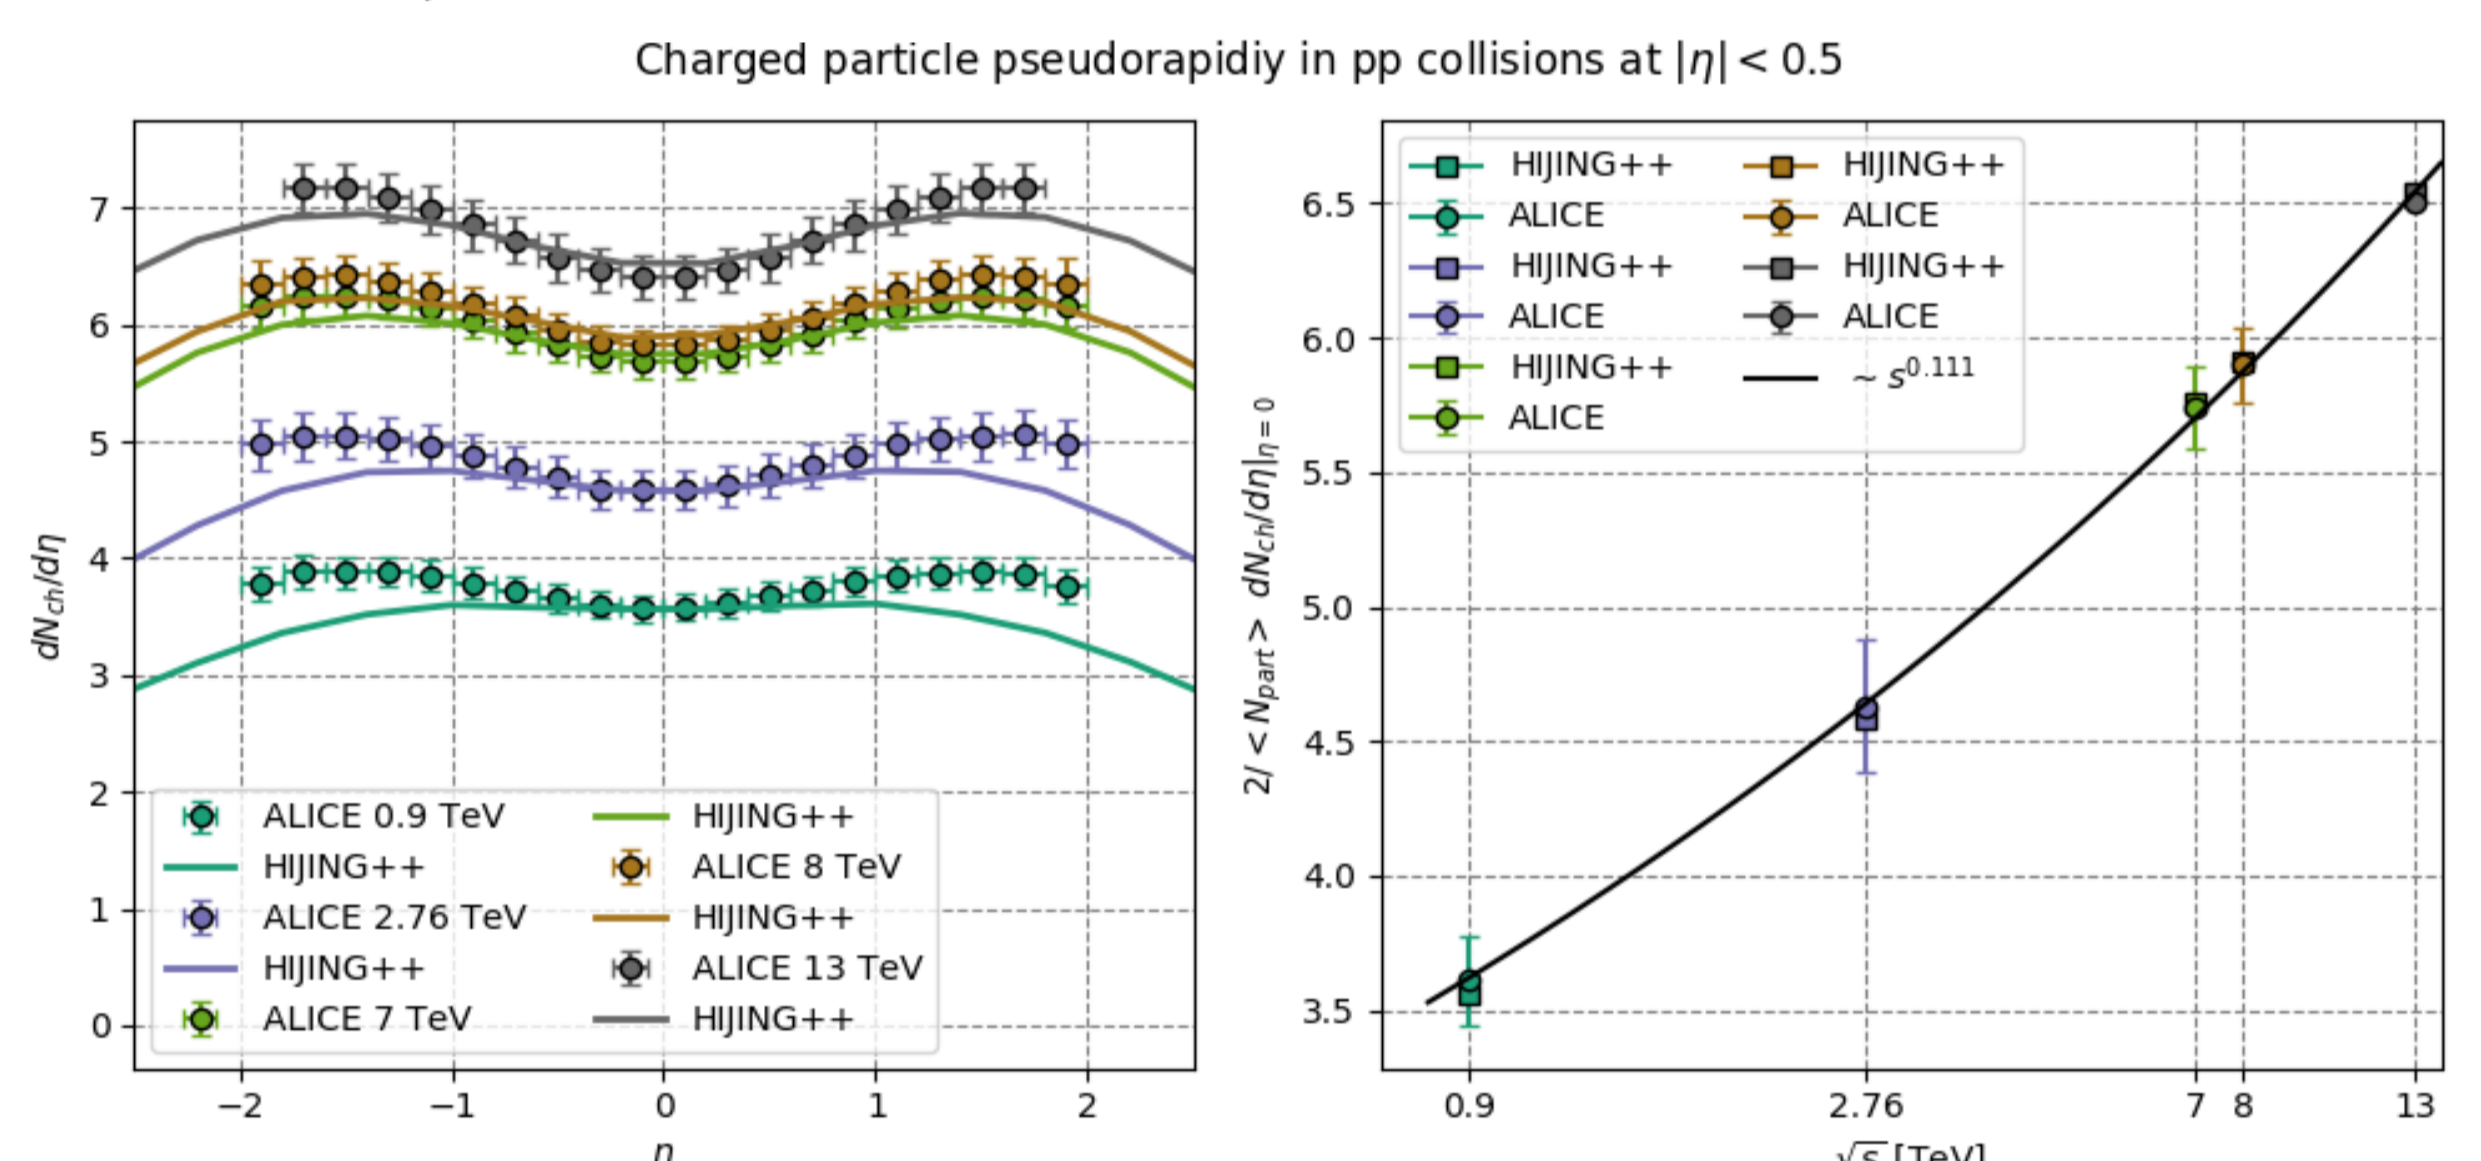 Charged particle pseudorapidiy in pp collisions at |η| < 0.5
dN_ch/dη
7
6
5
4
3
2
1
0
ALICE 0.9 TeV
HIJING++
ALICE 2.76 TeV
HIJING++
ALICE 7 TeV
HIJING++
ALICE 8 TeV
HIJING++
ALICE 13 TeV
HIJING++
−2 −1 0 1 2
η
2/ < N_part > dN_ch/dη|_η = 0
6.5
6.0
5.5
5.0
4.5
4.0
3.5
HIJING++
ALICE
HIJING++
ALICE
HIJING++
ALICE
HIJING++
ALICE
HIJING++
ALICE
~ s^0.111
0.9 2.76 7 8 13
√s [TeV]